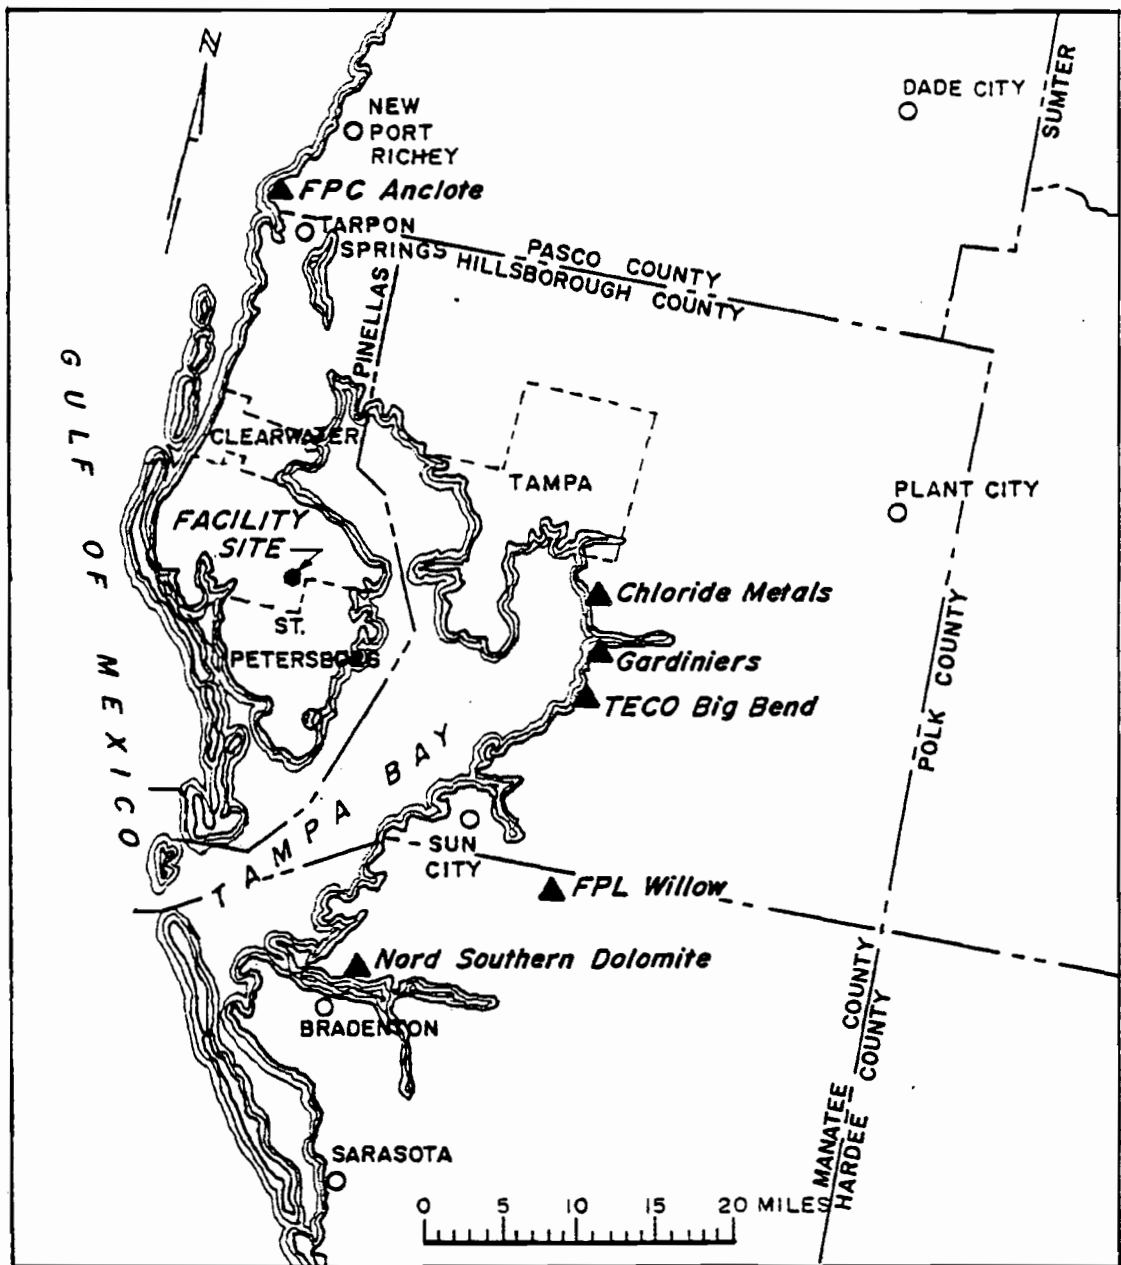 N
DADE CITY
SUMTER
NEW
PORT
RICHEY
FPC Anclote
TARPON
SPRINGS
PASCO COUNTY
HILLSBOROUGH COUNTY
PINELLAS
GULF OF MEXICO
CLEARWATER
TAMPA
PLANT CITY
FACILITY
SITE
Chloride Metals
ST.
PETERSBURG
Gardiniers
TECO Big Bend
POLK COUNTY
TAMPA BAY
SUN
CITY
FPL Willow
Nord Southern Dolomite
BRADENTON
MANATEE COUNTY
HARDEE COUNTY
SARASOTA
0 5 10 15 20 MILES